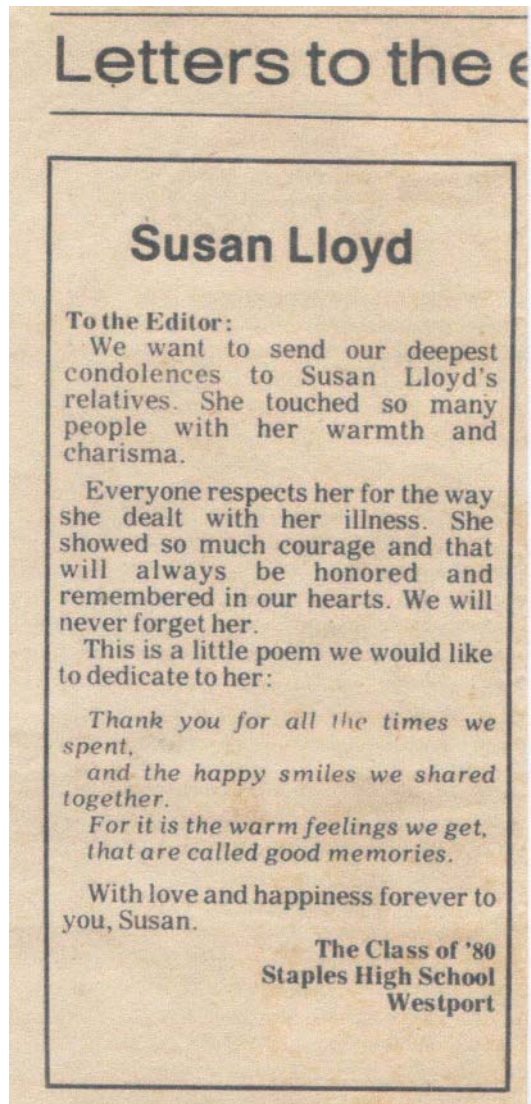 Letters to the e
Susan Lloyd
To the Editor:
We want to send our deepest
condolences to Susan Lloyd's
relatives. She touched so many
people with her warmth and
charisma.
Everyone respects her for the way
she dealt with her illness. She
showed so much courage and that
will always be honored and
remembered in our hearts. We will
never forget her.
This is a little poem we would like
to dedicate to her:
Thank you for all the times we
spent,
and the happy smiles we shared
together.
For it is the warm feelings we get,
that are called good memories.
With love and happiness forever to
you, Susan.
The Class of '80
Staples High School
Westport